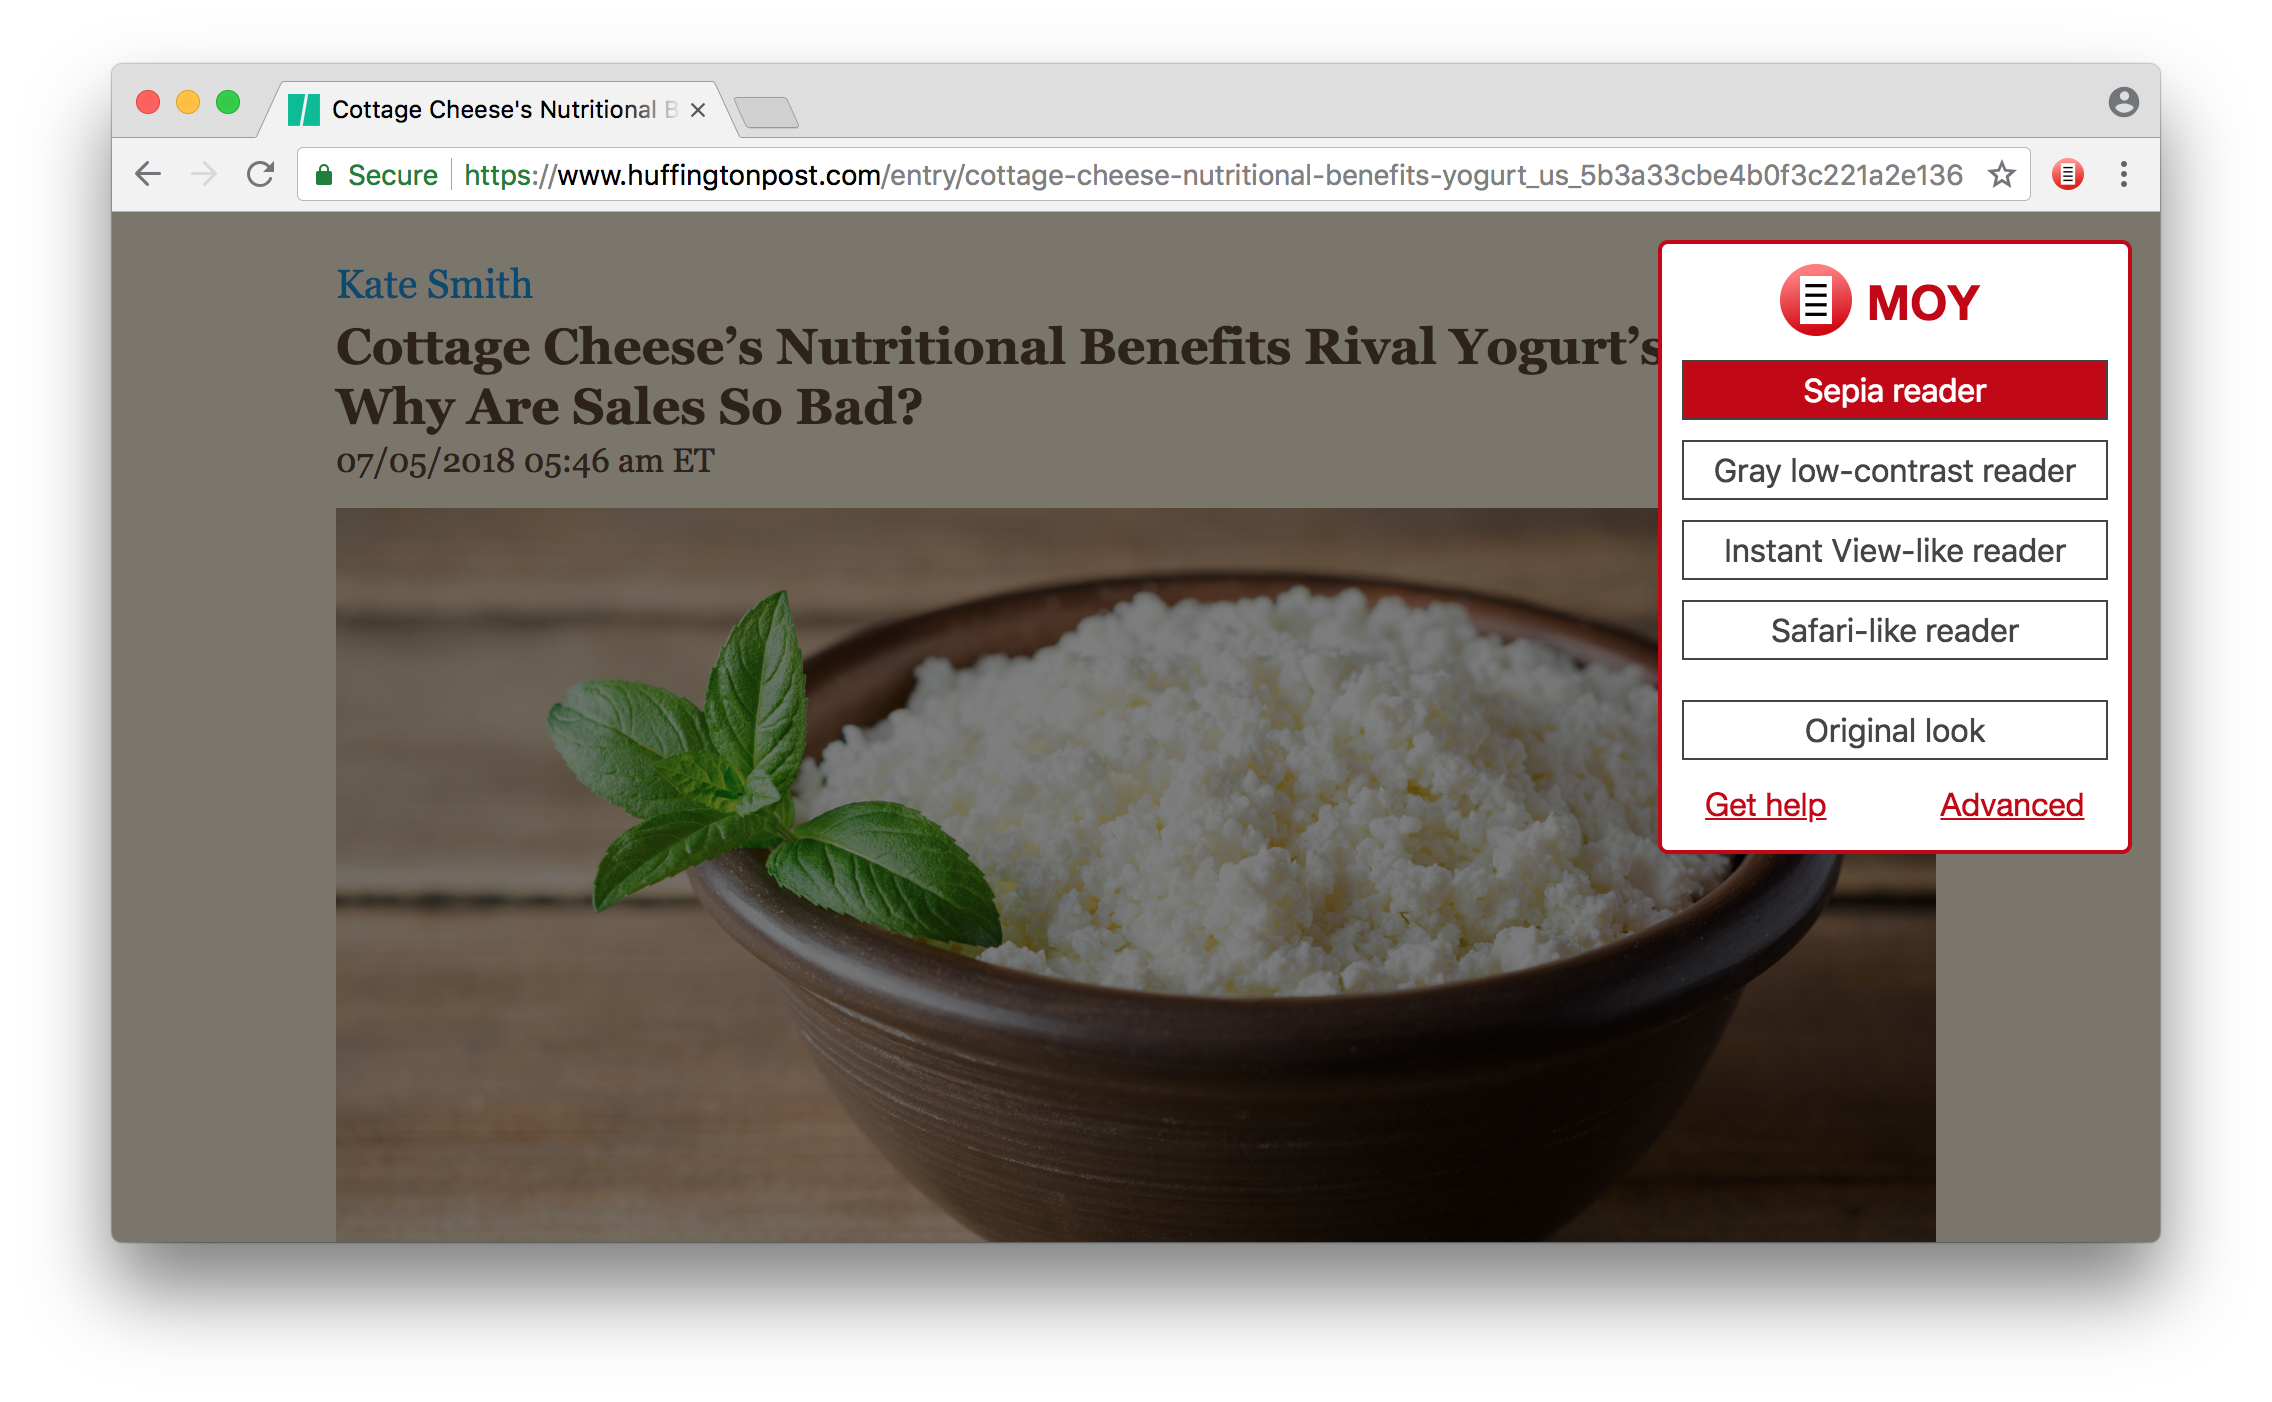 Cottage Cheese's Nutritional B
Secure https://www.huffingtonpost.com/entry/cottage-cheese-nutritional-benefits-yogurt_us_5b3a33cbe4b0f3c221a2e136
Kate Smith
Cottage Cheese’s Nutritional Benefits Rival Yogurt’s
Why Are Sales So Bad?
07/05/2018 05:46 am ET
MOY
Sepia reader
Gray low-contrast reader
Instant View-like reader
Safari-like reader
Original look
Get help Advanced